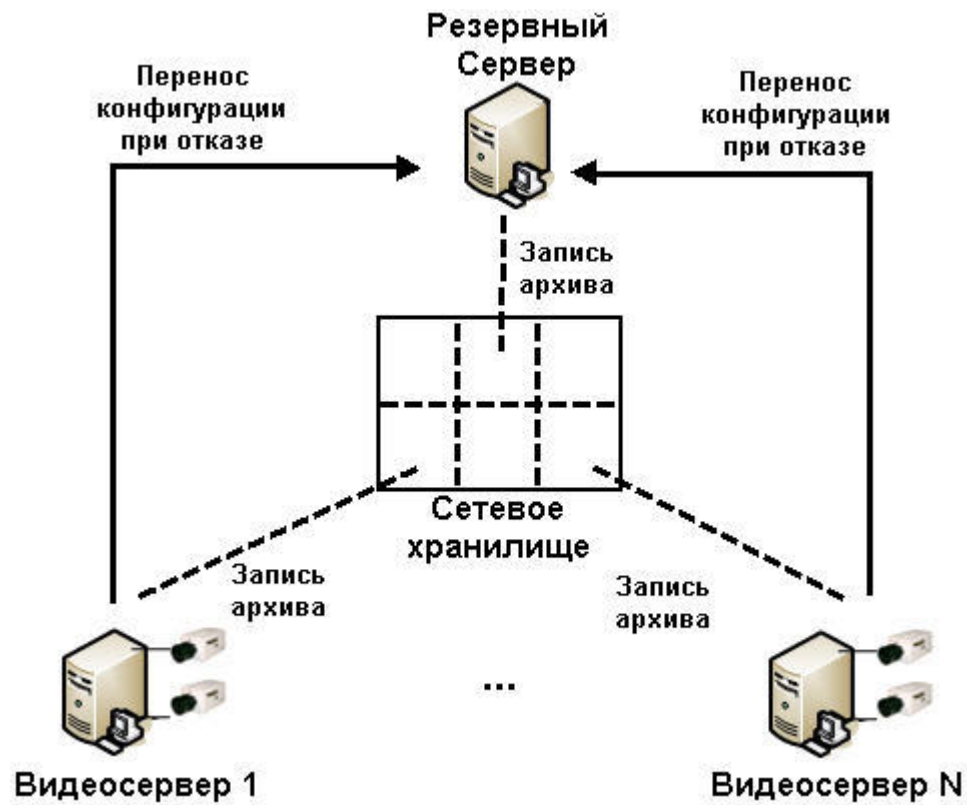 Резервный
Сервер
Перенос
конфигурации
при отказе
Перенос
конфигурации
при отказе
Запись
архива
Сетевое
хранилище
Запись
архива
Запись
архива
...
Видеосервер 1
Видеосервер N